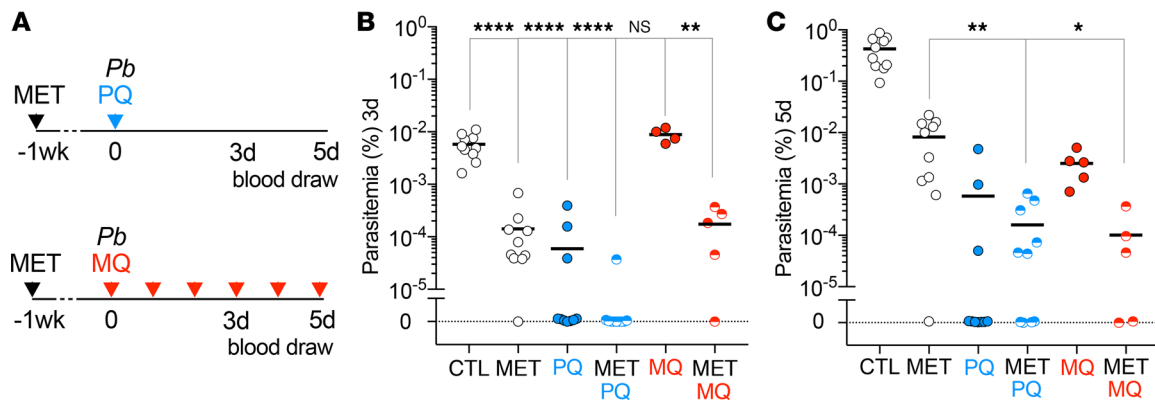 A
Pb
MET PQ
-1wk 0 3d 5d
blood draw
Pb
MET MQ
-1wk 0 3d 5d
blood draw
B
**** **** **** NS **
Parasitemia (%) 3d
10^0
10^-1
10^-2
10^-3
10^-4
10^-5
0
CTL MET PQ MET MQ MET
PQ MQ
C
** *
Parasitemia (%) 5d
10^0
10^-1
10^-2
10^-3
10^-4
10^-5
0
CTL MET PQ MET MQ MET
PQ MQ